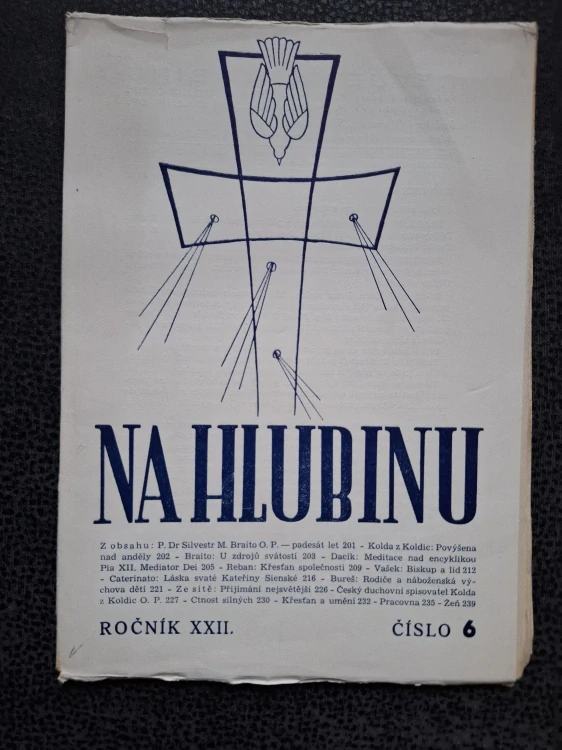 NA HLUBINU
Z obsahu: P. Dr Silvestr M. Braito O. P. — padesát let 201 - Kolda z Koldic: Povýšena
nad anděly 202 - Braito: U zdrojů svátosti 203 - Dacík: Meditace nad encyklikou
Pia XII. Mediator Dei 205 - Reban: Křesťan společnosti 209 - Vašek: Biskup a lid 212
- Caterinato: Láska svaté Kateřiny Sienské 216 - Bureš: Rodiče a náboženská vý-
chova dětí 221 - Ze sítě: Přijímání nejsvětější 226 - Český duchovní spisovatel Kolda
z Koldic O. P. 227 - Ctnost silných 230 - Křesťan a umění 232 - Pracovna 235 - Žeň 239
ROČNÍK XXII. ČÍSLO 6